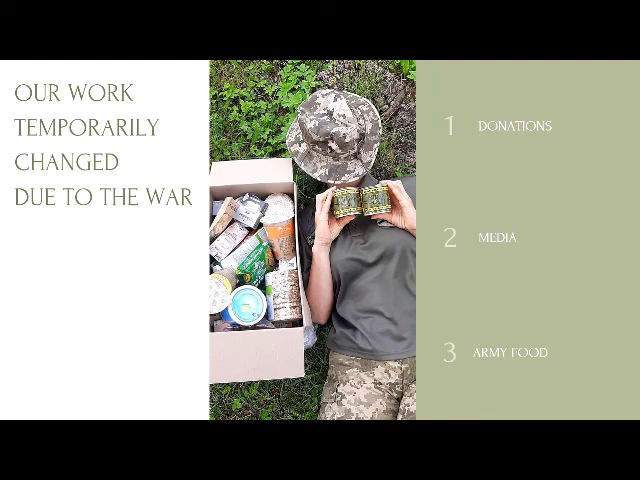 OUR WORK
TEMPORARILY
CHANGED
DUE TO THE WAR
1 DONATIONS
2 MEDIA
3 ARMY FOOD